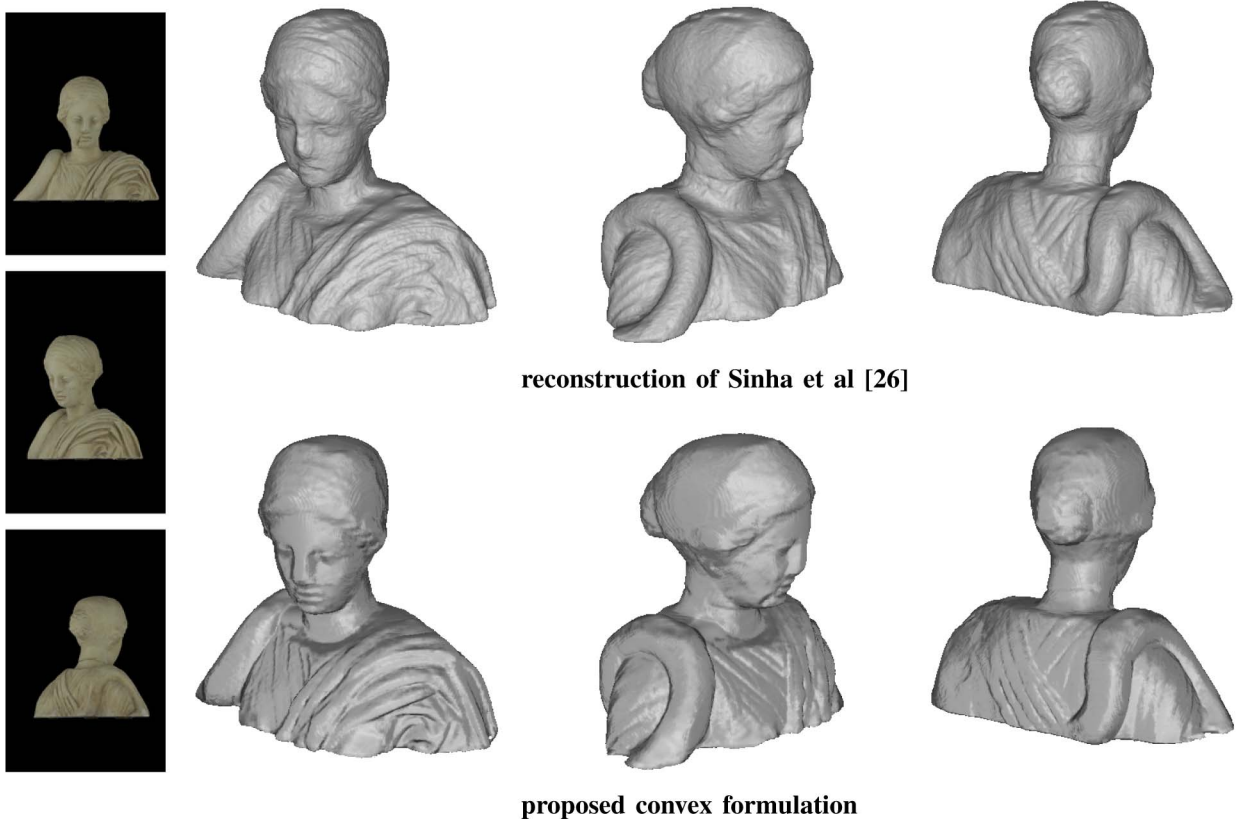 reconstruction of Sinha et al [26]
proposed convex formulation